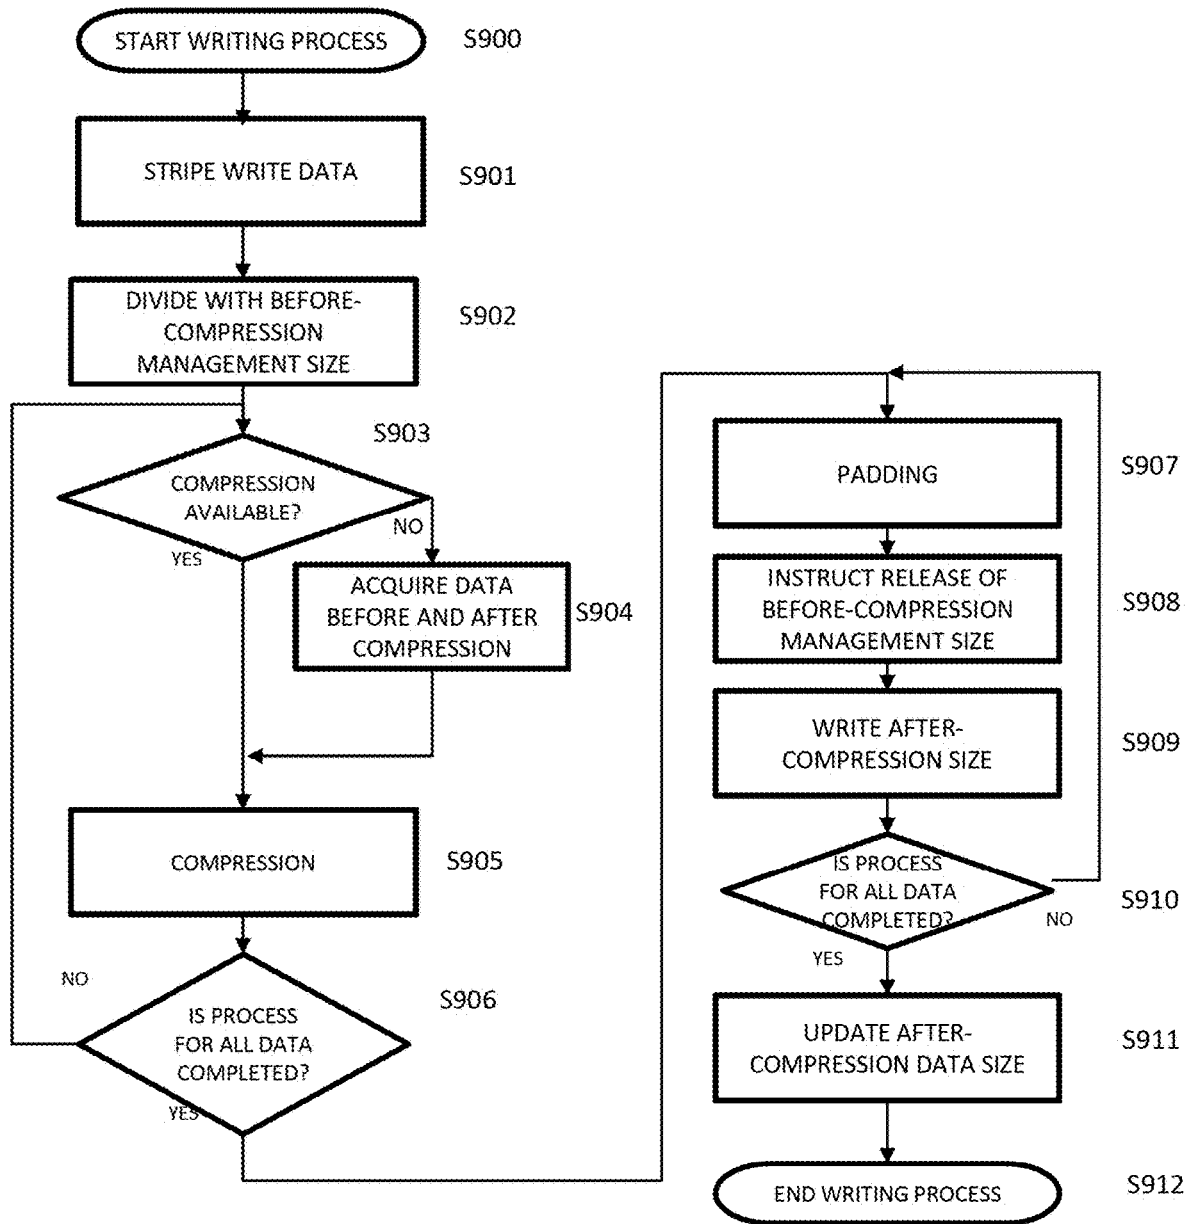 START WRITING PROCESS
S900
STRIPE WRITE DATA
S901
DIVIDE WITH BEFORE-
COMPRESSION
MANAGEMENT SIZE
S902
S903
COMPRESSION
AVAILABLE?
NO
YES
ACQUIRE DATA
BEFORE AND AFTER
COMPRESSION
S904
COMPRESSION
S905
NO
S906
IS PROCESS
FOR ALL DATA
COMPLETED?
YES
PADDING
S907
INSTRUCT RELEASE OF
BEFORE-COMPRESSION
MANAGEMENT SIZE
S908
WRITE AFTER-
COMPRESSION SIZE
S909
IS PROCESS
FOR ALL DATA
COMPLETED?
S910
NO
YES
UPDATE AFTER-
COMPRESSION DATA SIZE
S911
END WRITING PROCESS
S912